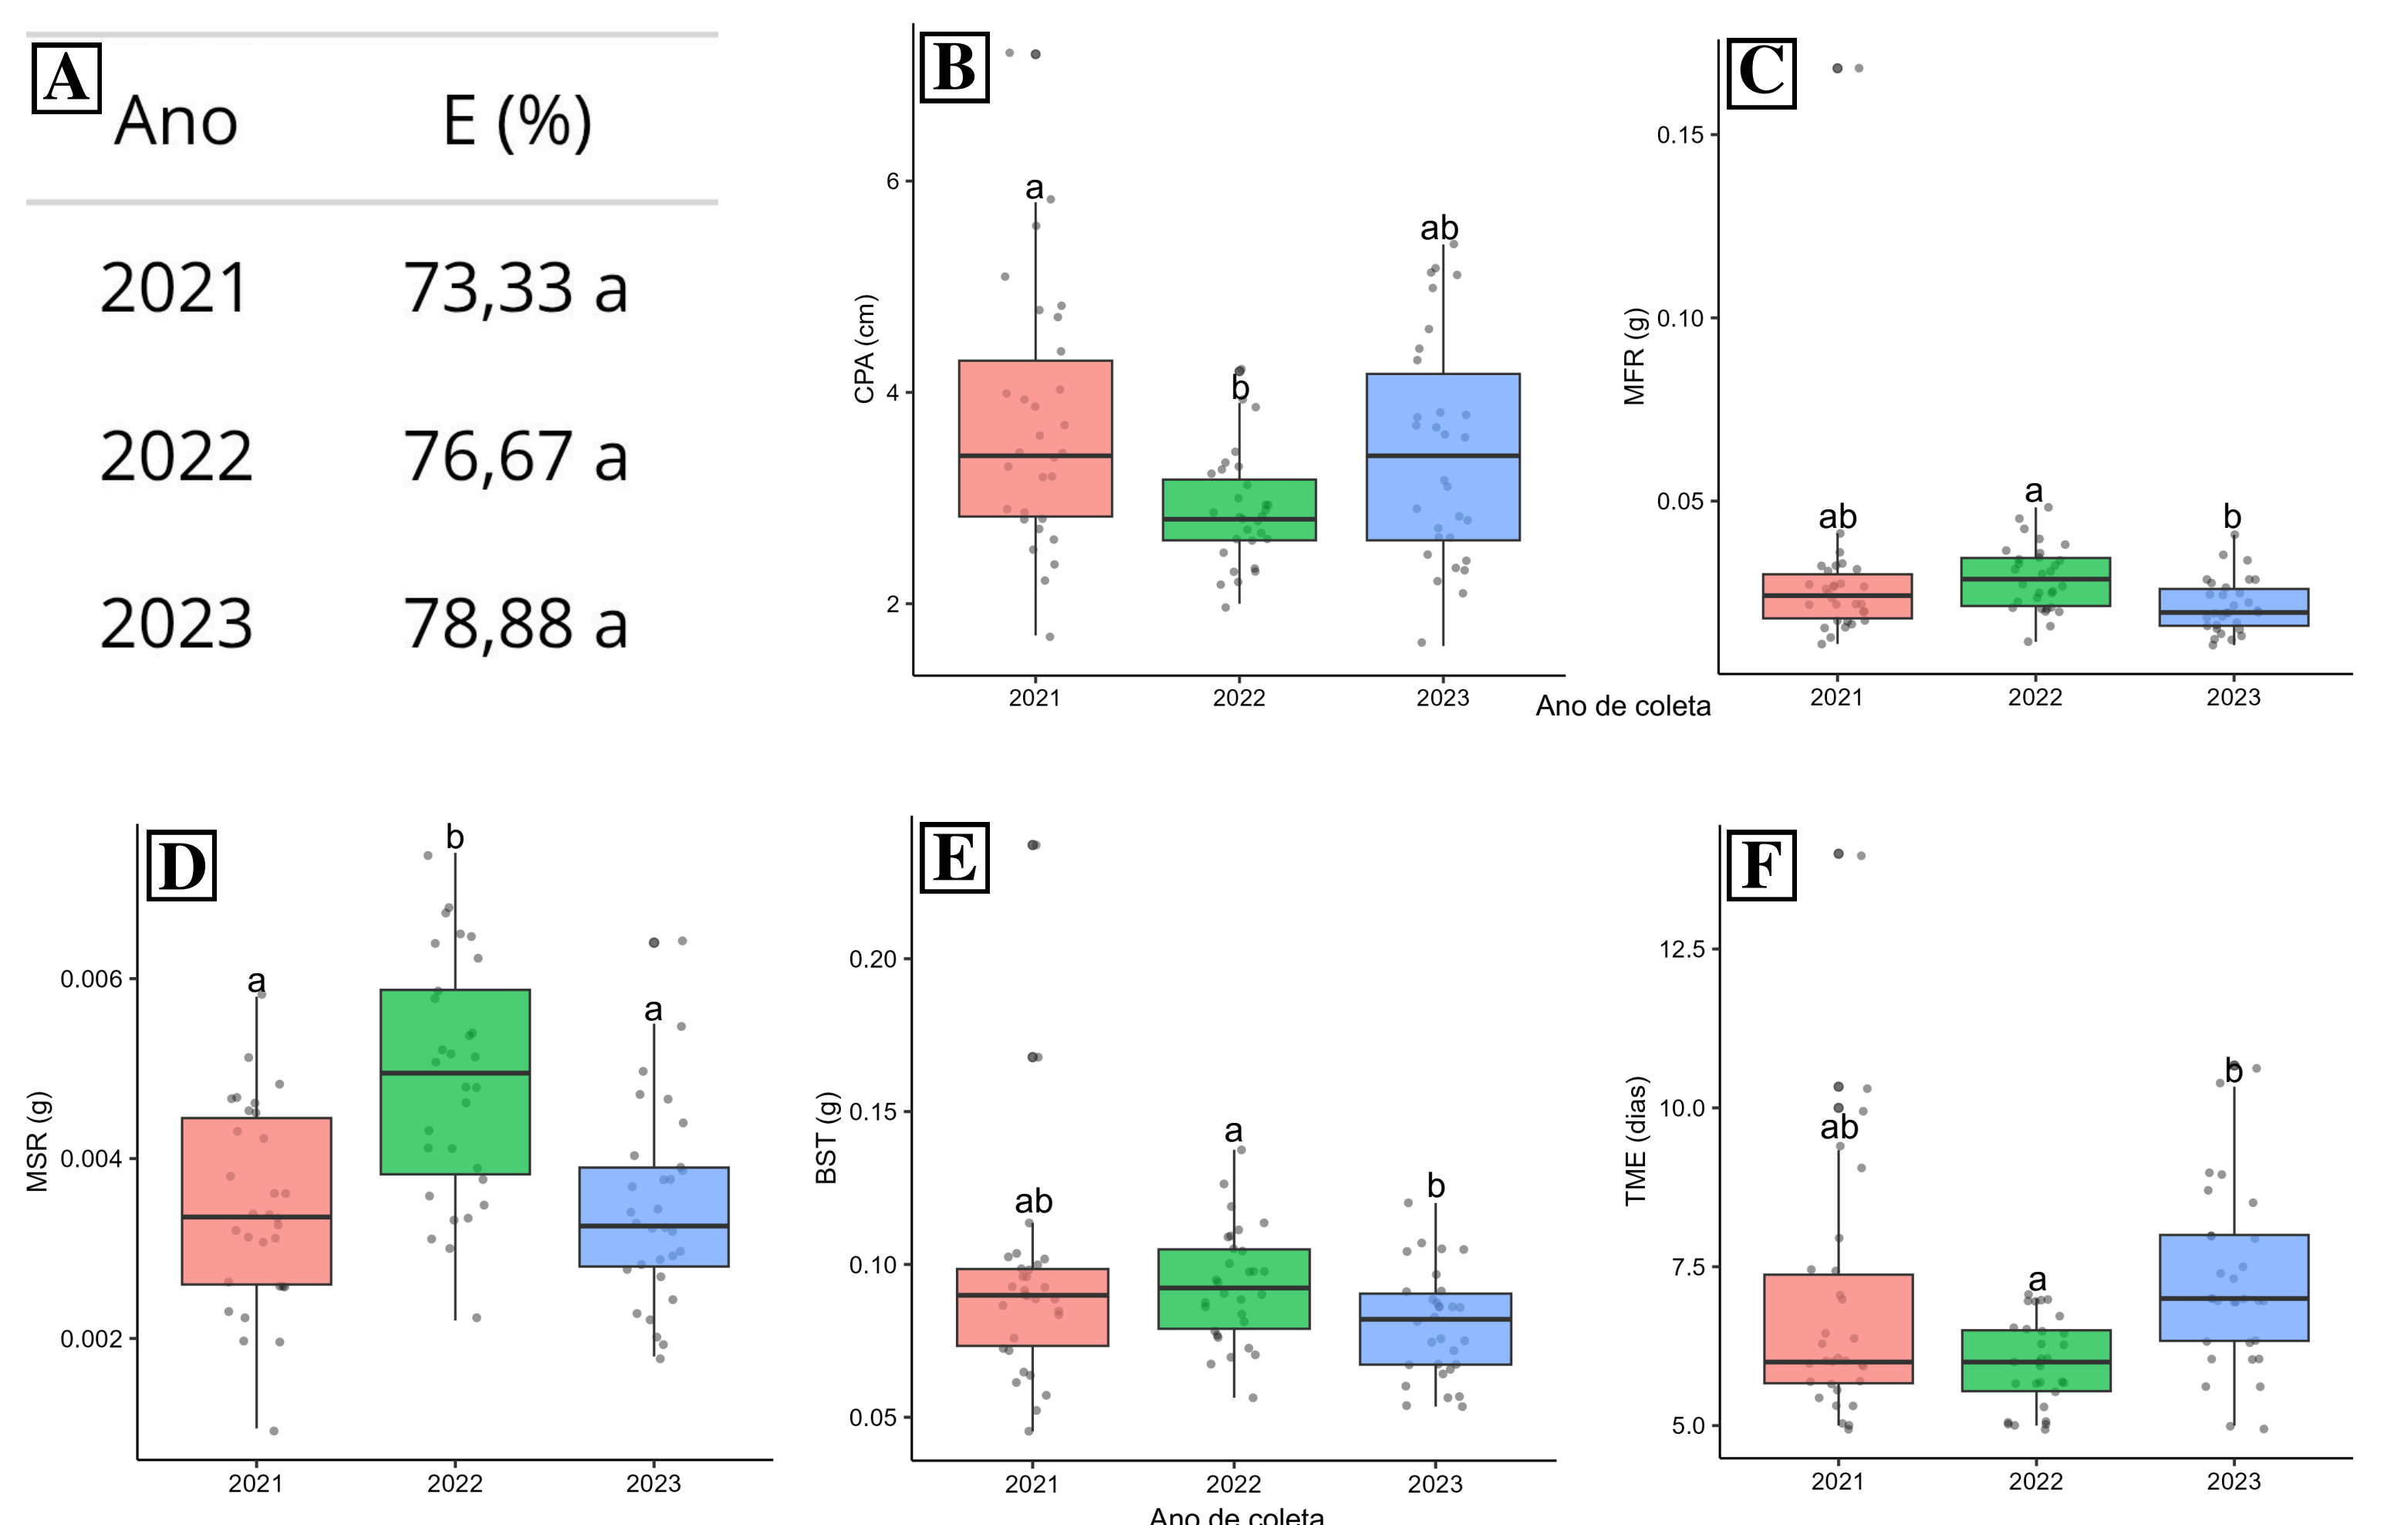 A
Ano E (%)
2021 73,33 a
2022 76,67 a
2023 78,88 a
B
CPA (cm)
6
4
2
a
b
ab
2021 2022 2023
C
MFR (g)
0.15
0.10
0.05
ab
a
b
2021 2022 2023
Ano de coleta
D
MSR (g)
0.006
0.004
0.002
a
b
a
2021 2022 2023
E
BST (g)
0.20
0.15
0.10
0.05
ab
a
b
2021 2022 2023
F
TME (dias)
12.5
10.0
7.5
5.0
ab
a
b
2021 2022 2023
Ano de coleta